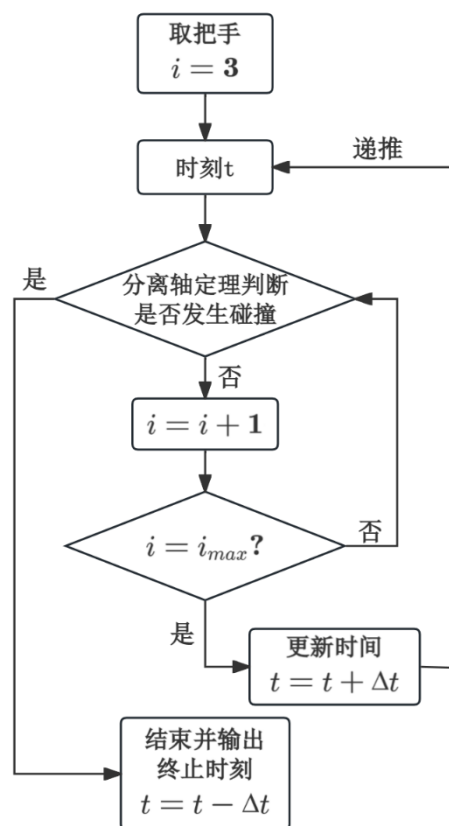 取把手
i = 3
递推
时刻t
是
分离轴定理判断
是否发生碰撞
否
i = i + 1
i = i_{max}?
否
是
更新时间
t = t + Δt
结束并输出
终止时刻
t = t − Δt